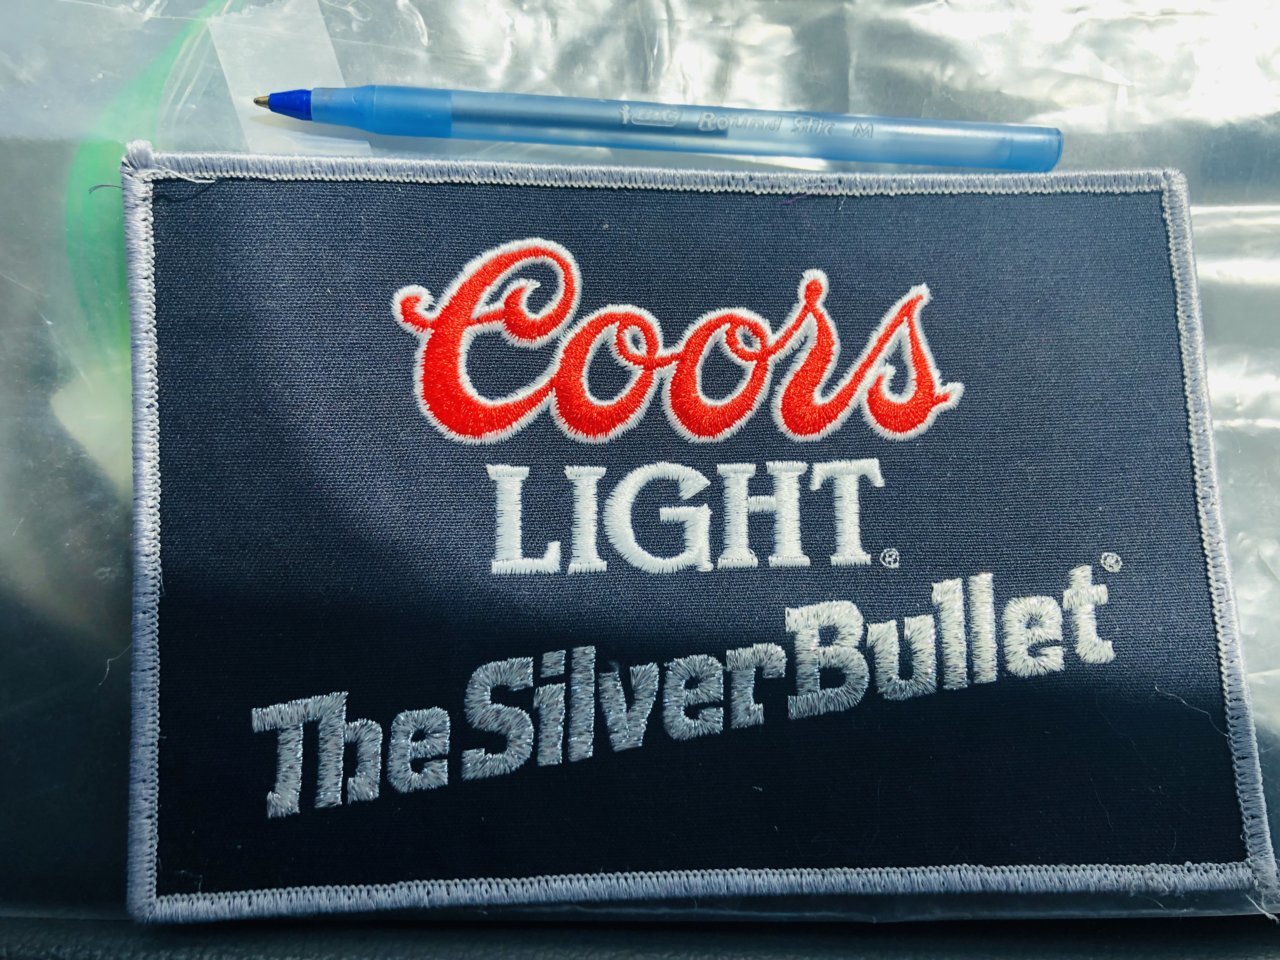 BIC Round Stic M
Coors
LIGHT®
The Silver Bullet®